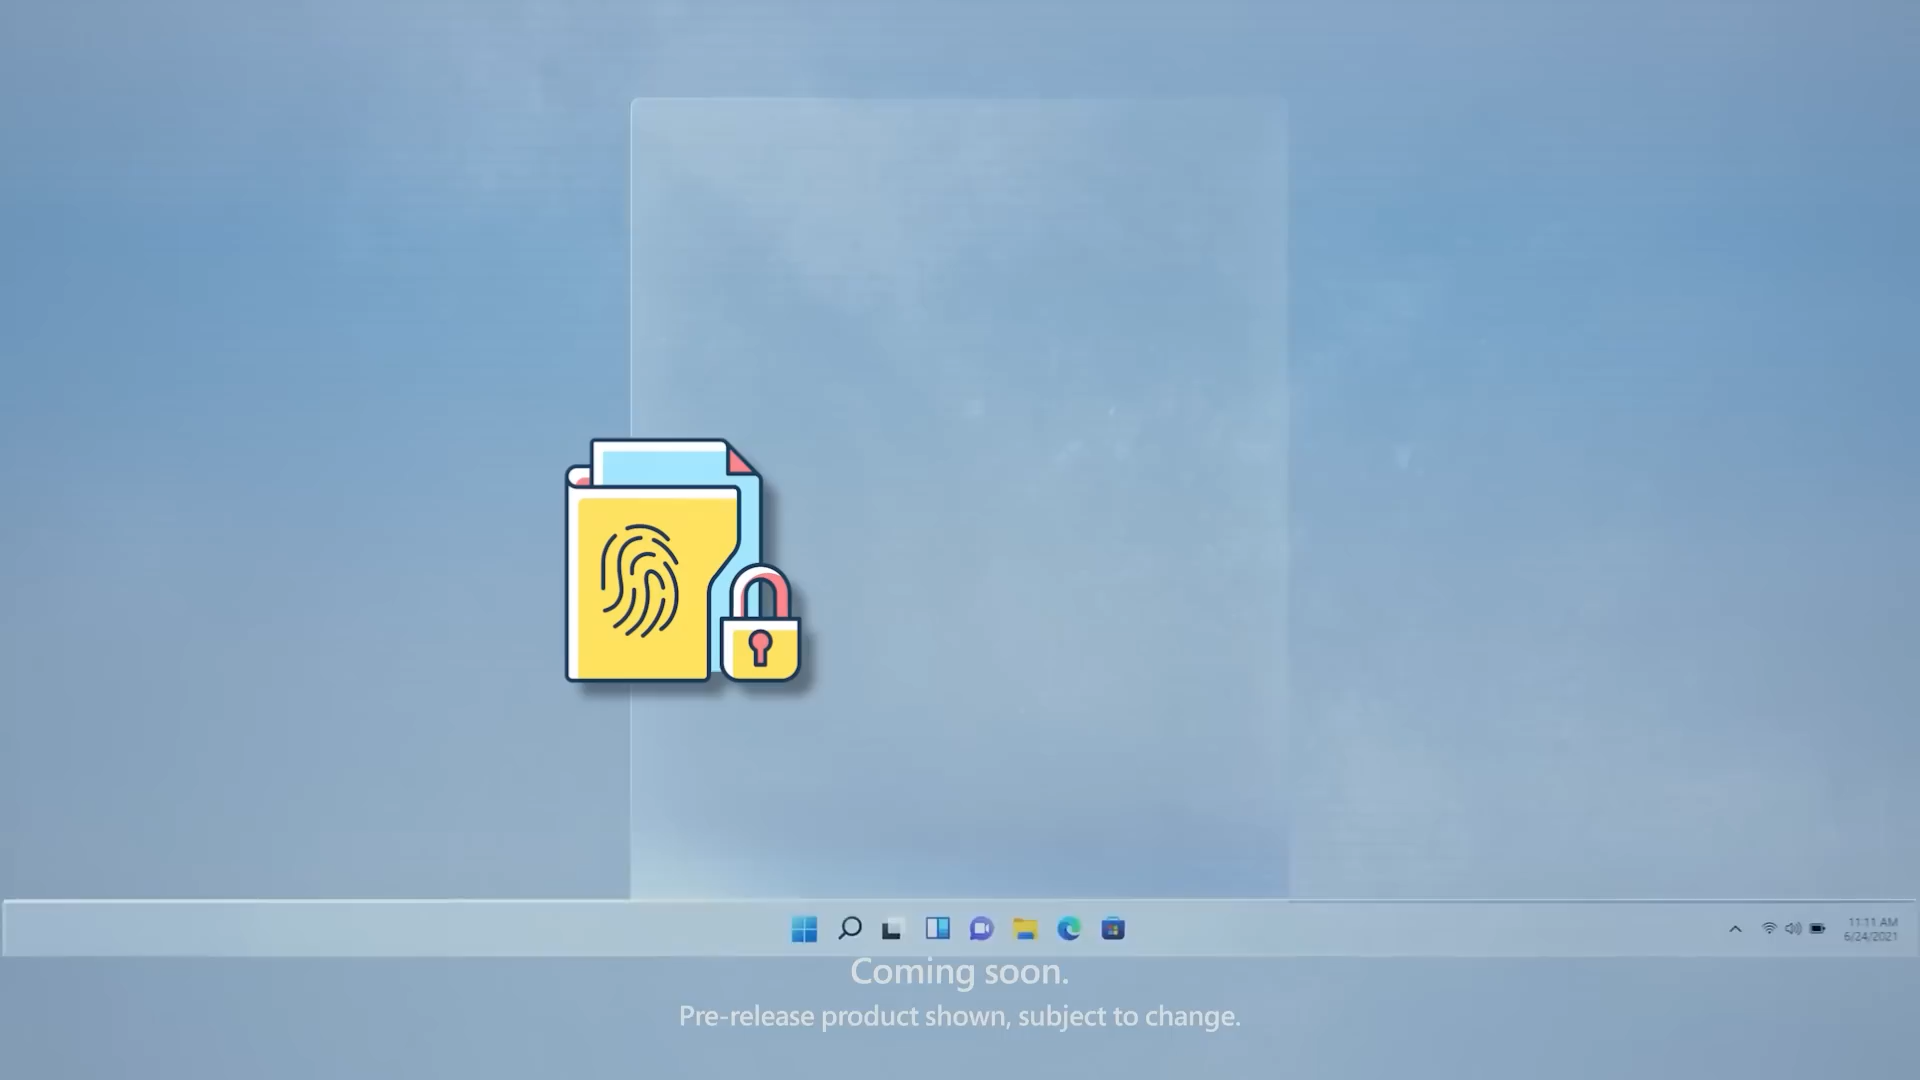 11:11 AM
6/24/2021
Coming soon.
Pre-release product shown, subject to change.